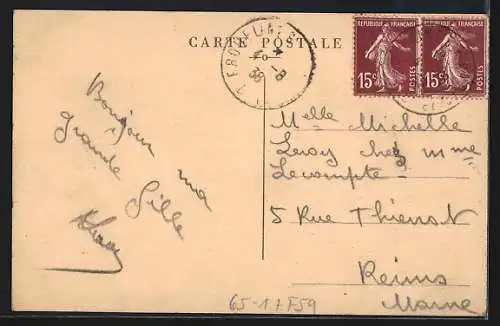 CARTE POSTALE
REPUBLIQUE FRANÇAISE
15c POSTES
REPUBLIQUE FRANÇAISE
15c POSTES
Bonjour ma
grande fille
Melle Michelle
Leroy chez Mme
Lecompte
5 Rue Thienot
Reims
Marne
65-17F59